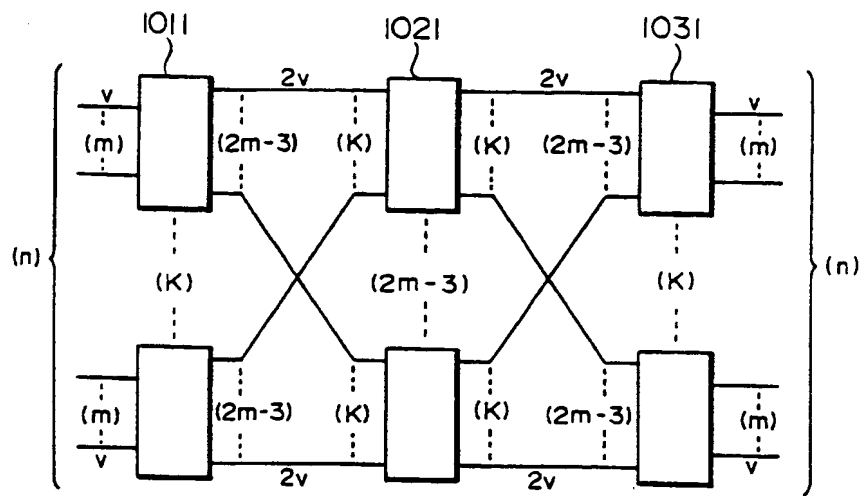 1011 1021 1031
v 2v 2v v
(m) (2m-3) (K) (K) (2m-3) (m)
(n) (K) (2m-3) (K) (n)
(m) (2m-3) (K) (K) (2m-3) (m)
v 2v 2v v